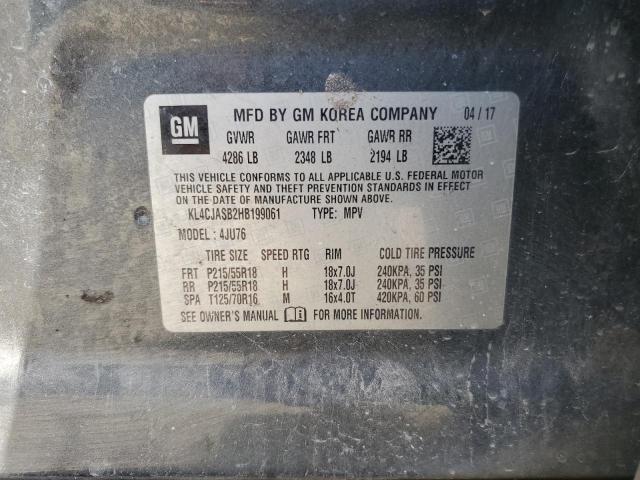 GM
MFD BY GM KOREA COMPANY 04 / 17
GVWR GAWR FRT GAWR RR
4286 LB 2348 LB 2194 LB
THIS VEHICLE CONFORMS TO ALL APPLICABLE U.S. FEDERAL MOTOR
VEHICLE SAFETY AND THEFT PREVENTION STANDARDS IN EFFECT
ON THE DATE OF MANUFACTURE SHOWN ABOVE.
KL4CJASB2HB199061 TYPE: MPV
MODEL : 4JU76
TIRE SIZE SPEED RTG RIM COLD TIRE PRESSURE
FRT P215/55R18 H 18x7.0J 240KPA, 35 PSI
RR P215/55R18 H 18x7.0J 240KPA, 35 PSI
SPA T125/70R16 M 16x4.0T 420KPA, 60 PSI
SEE OWNER'S MANUAL FOR MORE INFORMATION.